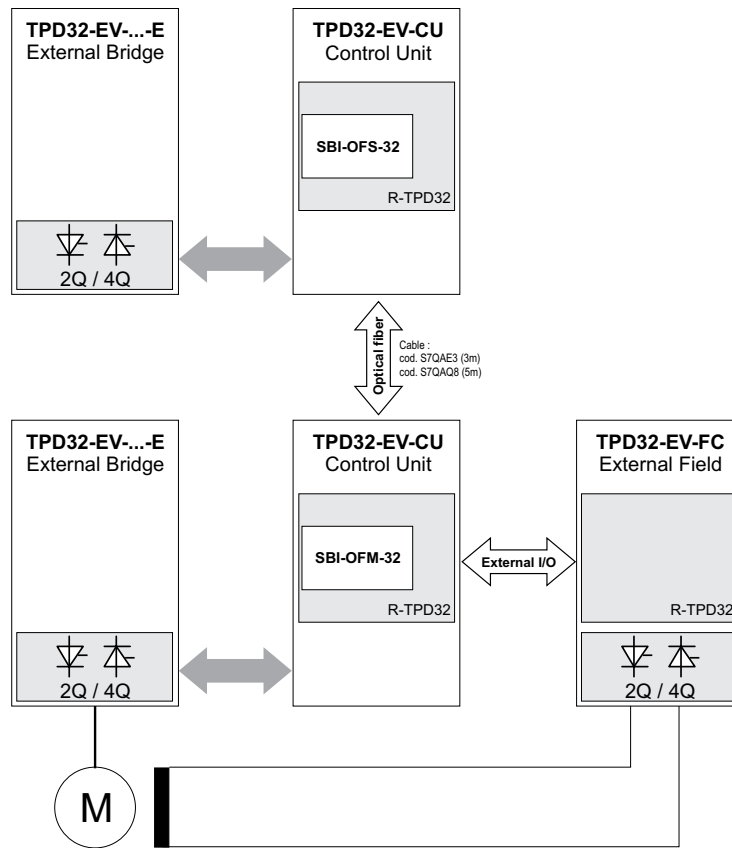 TPD32-EV-...-E
External Bridge
2Q / 4Q
TPD32-EV-CU
Control Unit
SBI-OFS-32
R-TPD32
Optical fiber
Cable :
cod. S7QAE3 (3m)
cod. S7QAQ8 (5m)
TPD32-EV-...-E
External Bridge
2Q / 4Q
TPD32-EV-CU
Control Unit
SBI-OFM-32
R-TPD32
External I/O
TPD32-EV-FC
External Field
R-TPD32
2Q / 4Q
M